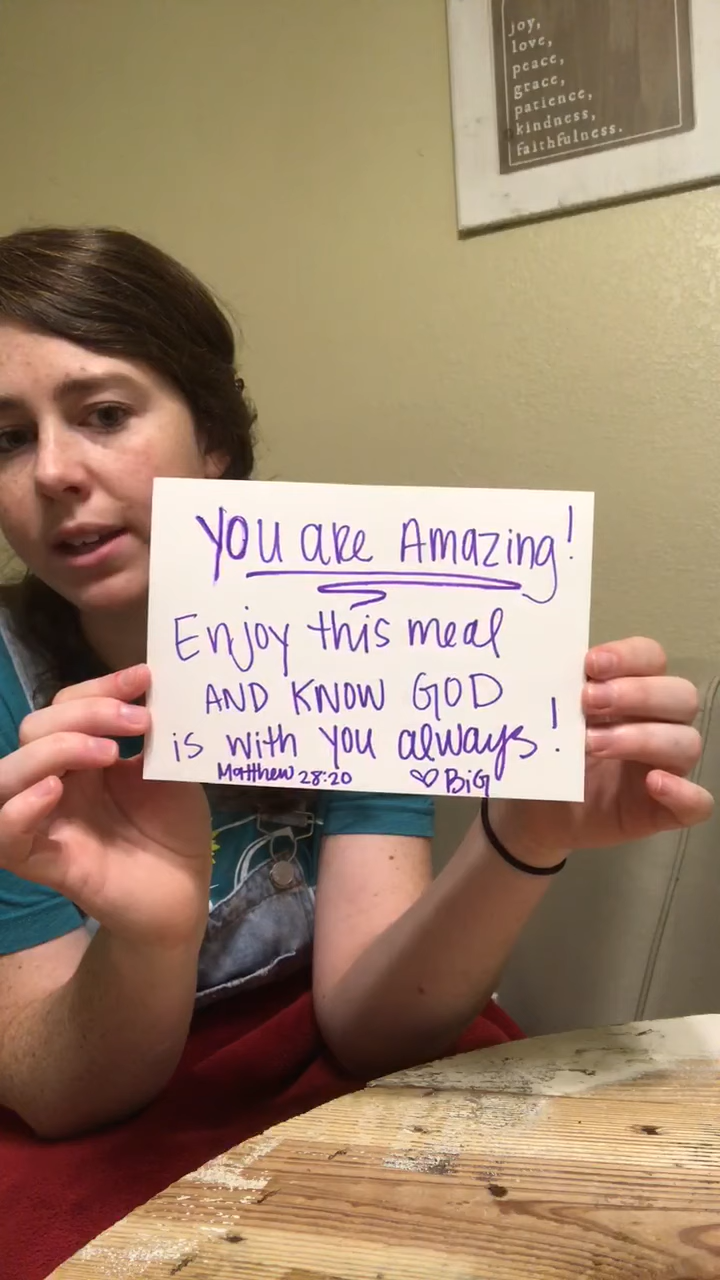 joy,
love,
peace,
grace,
patience,
kindness,
faithfulness.
YOU are Amazing!
Enjoy this meal
AND KNOW GOD
is with you always!
Matthew 28:20 ♡ BiG